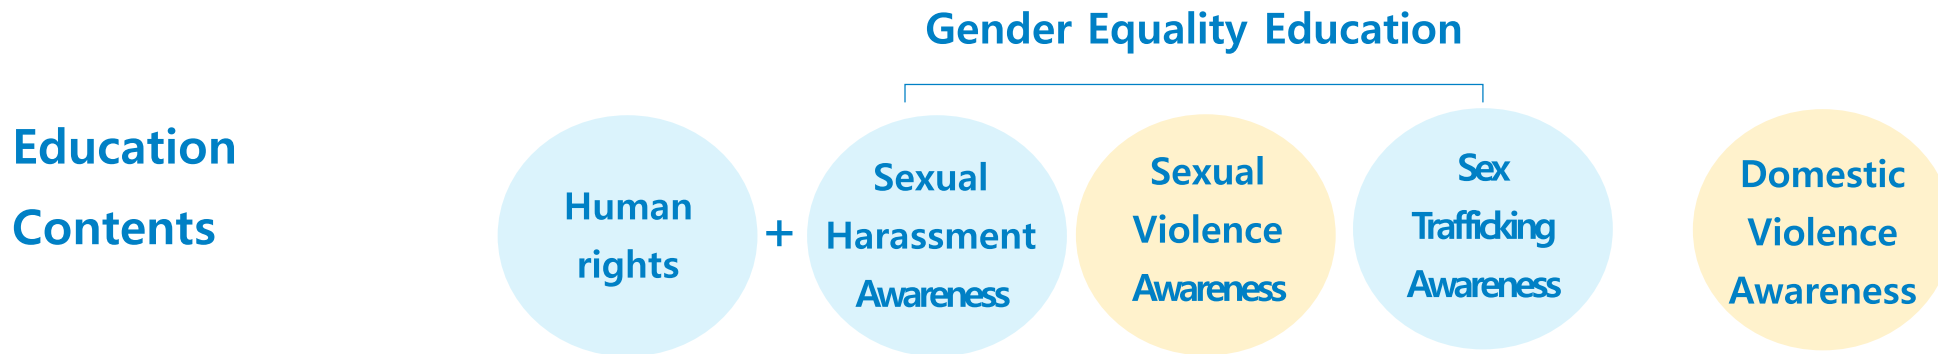 Gender Equality Education
Education
Contents
Human
rights
+
Sexual
Harassment
Awareness
Sexual
Violence
Awareness
Sex
Trafficking
Awareness
Domestic
Violence
Awareness